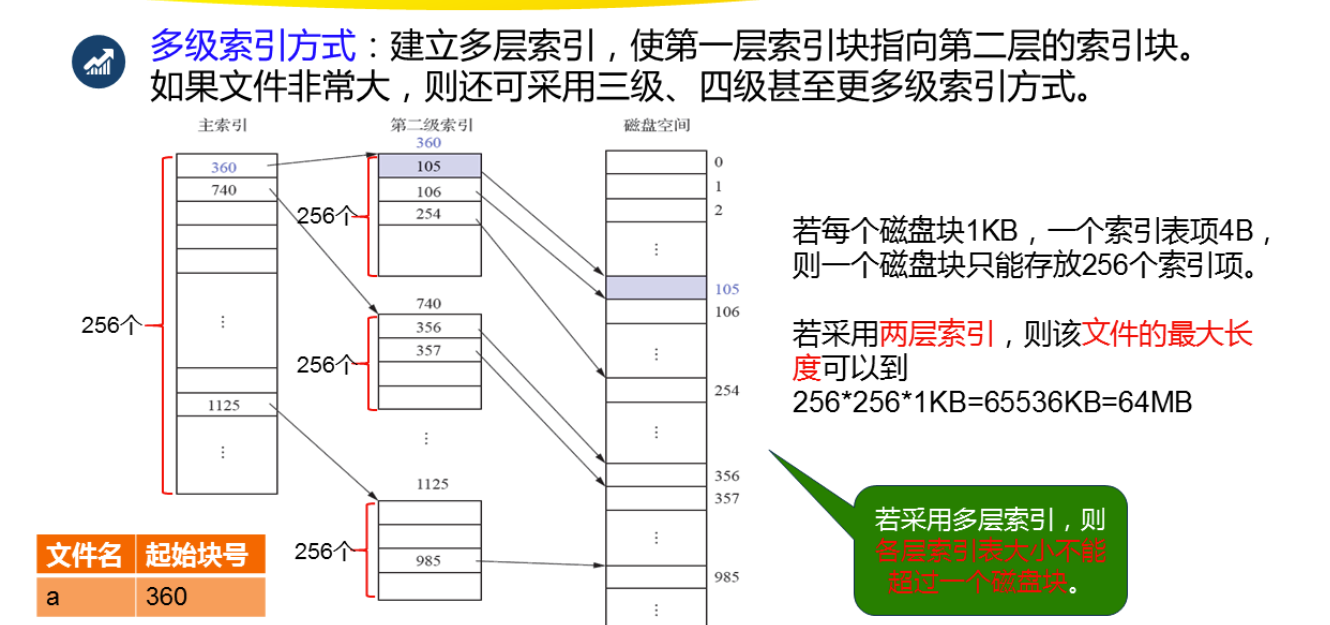 多级索引方式：建立多层索引，使第一层索引块指向第二层的索引块。
如果文件非常大，则还可采用三级、四级甚至更多级索引方式。
主索引
第二级索引
磁盘空间
360
360
105
0
740
106
1
256个
254
2
⋮
105
740
106
256个
356
⋮
357
⋮
256个
254
1125
⋮
⋮
⋮
1125
356
357
256个
985
⋮
985
⋮
若每个磁盘块1KB，一个索引表项4B，
则一个磁盘块只能存放256个索引项。
若采用两层索引，则该文件的最大长
度可以到
256*256*1KB=65536KB=64MB
若采用多层索引，则
各层索引表大小不能
超过一个磁盘块。
文件名 起始块号
a 360